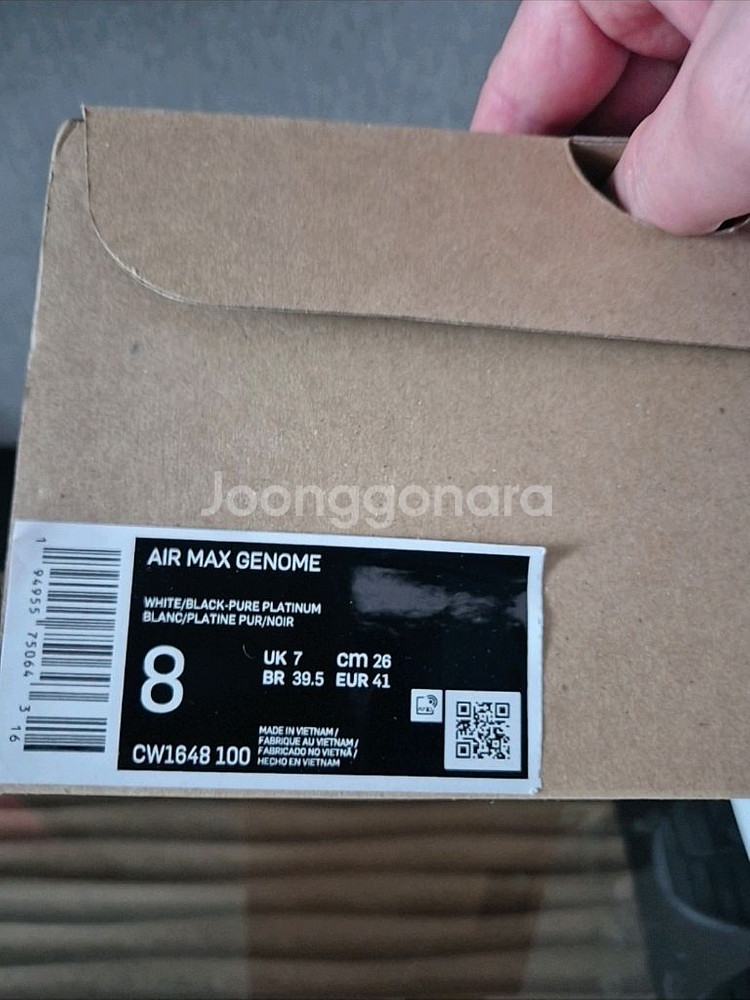 Joonggonara
AIR MAX GENOME
WHITE/BLACK-PURE PLATINUM
BLANC/PLATINE PUR/NOIR
8
UK 7 cm 26
BR 39.5 EUR 41
CW1648 100
MADE IN VIETNAM /
FABRIQUE AU VIETNAM /
FABRICADO NO VIETNÃ /
HECHO EN VIETNAM
1 94955 75064 3 16